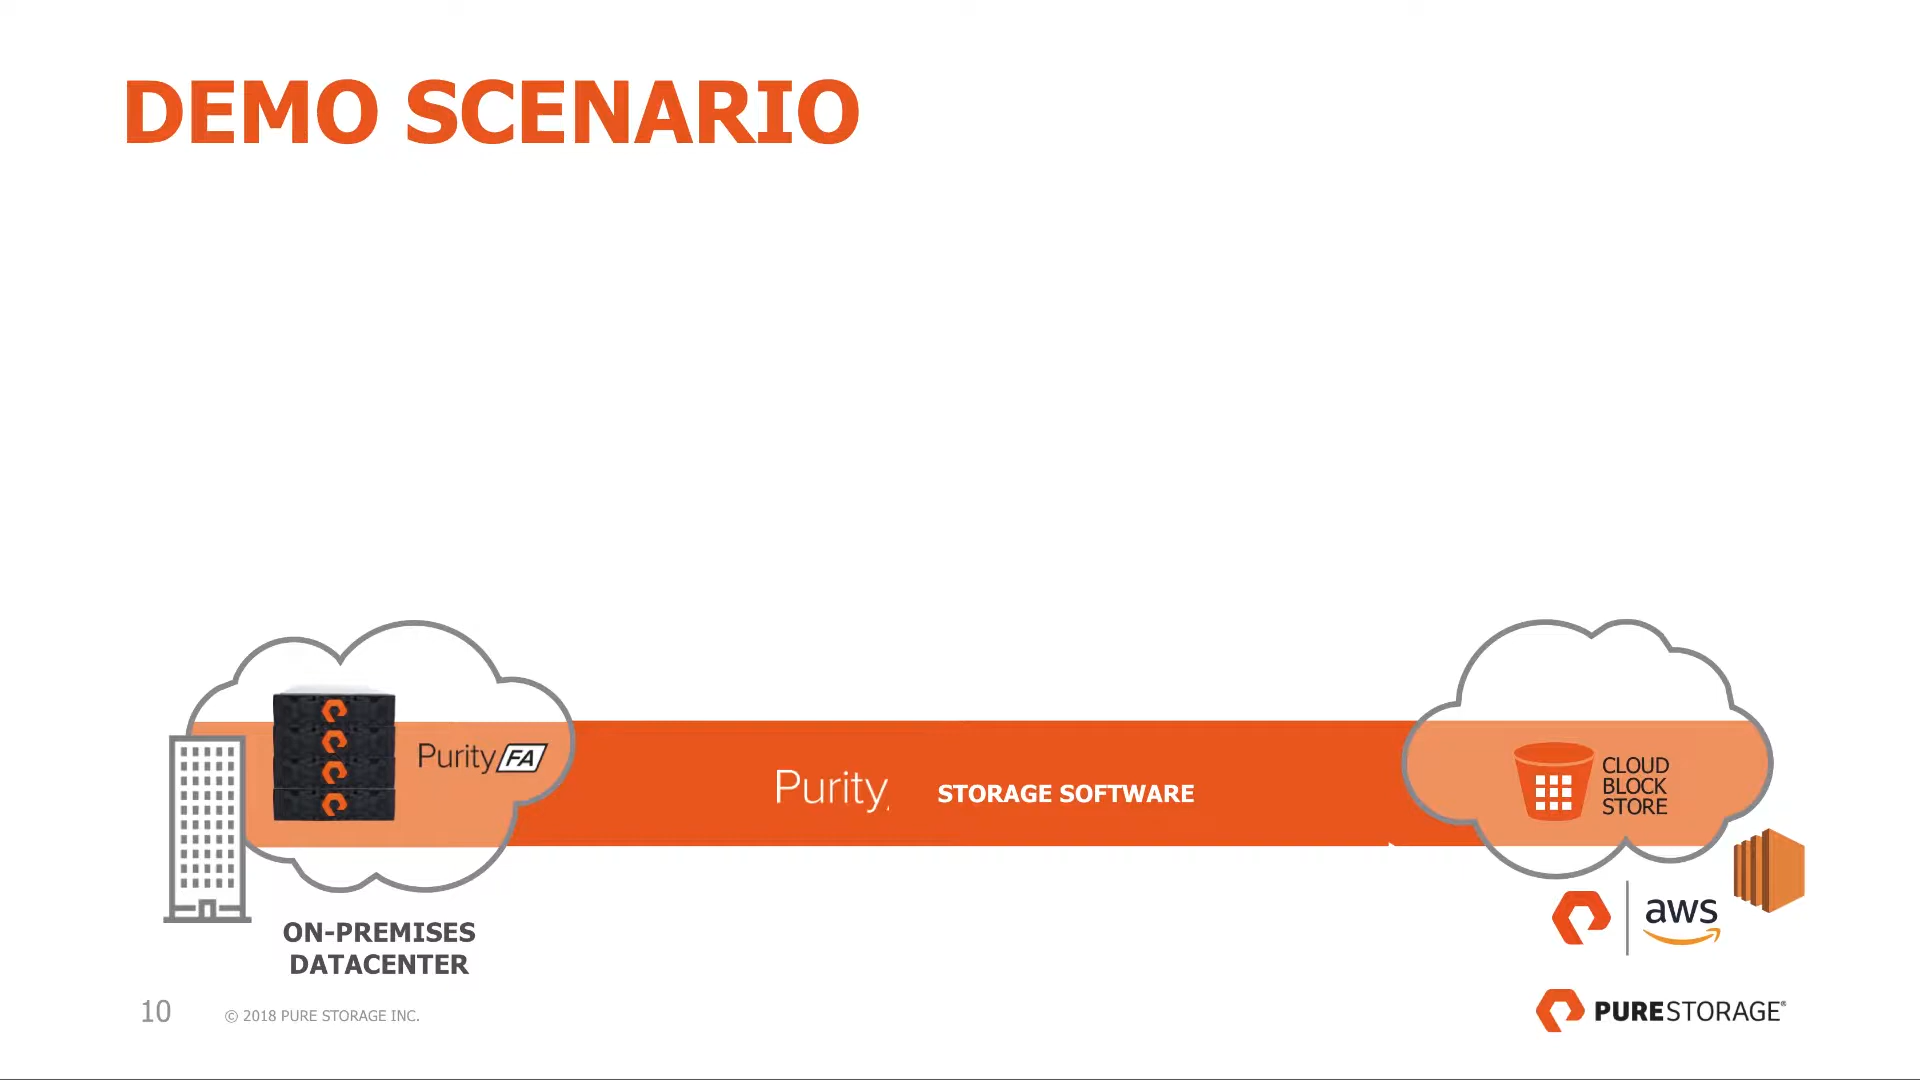 DEMO SCENARIO
Purity FA
Purity
STORAGE SOFTWARE
CLOUD
BLOCK
STORE
ON-PREMISES
DATACENTER
aws
10
© 2018 PURE STORAGE INC.
PURESTORAGE®